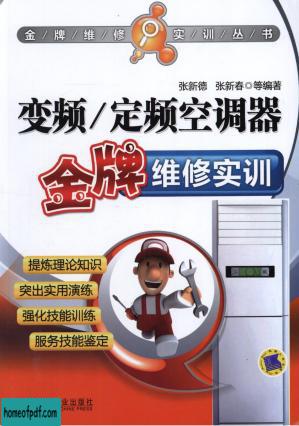 金牌维修实训丛书
张新德 张新春◎等编著
变频/定频空调器
金牌维修实训
提炼理论知识
突出实用演练
强化技能训练
服务技能鉴定
业出版社
CHINE PRESS
homeofpdf.com